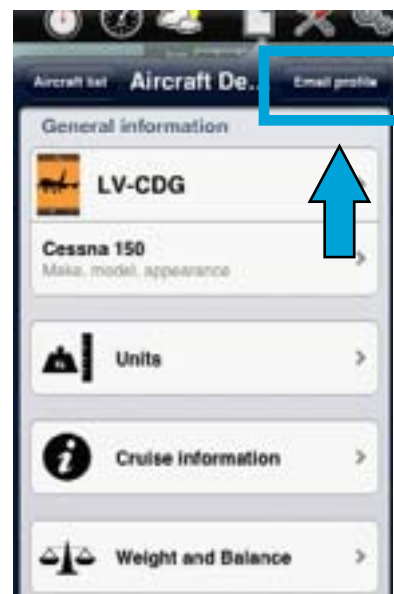 Aircraft list Aircraft De... Email profile
General information
LV-CDG
Cessna 150
Make, model, appearance
Units
Cruise information
Weight and Balance